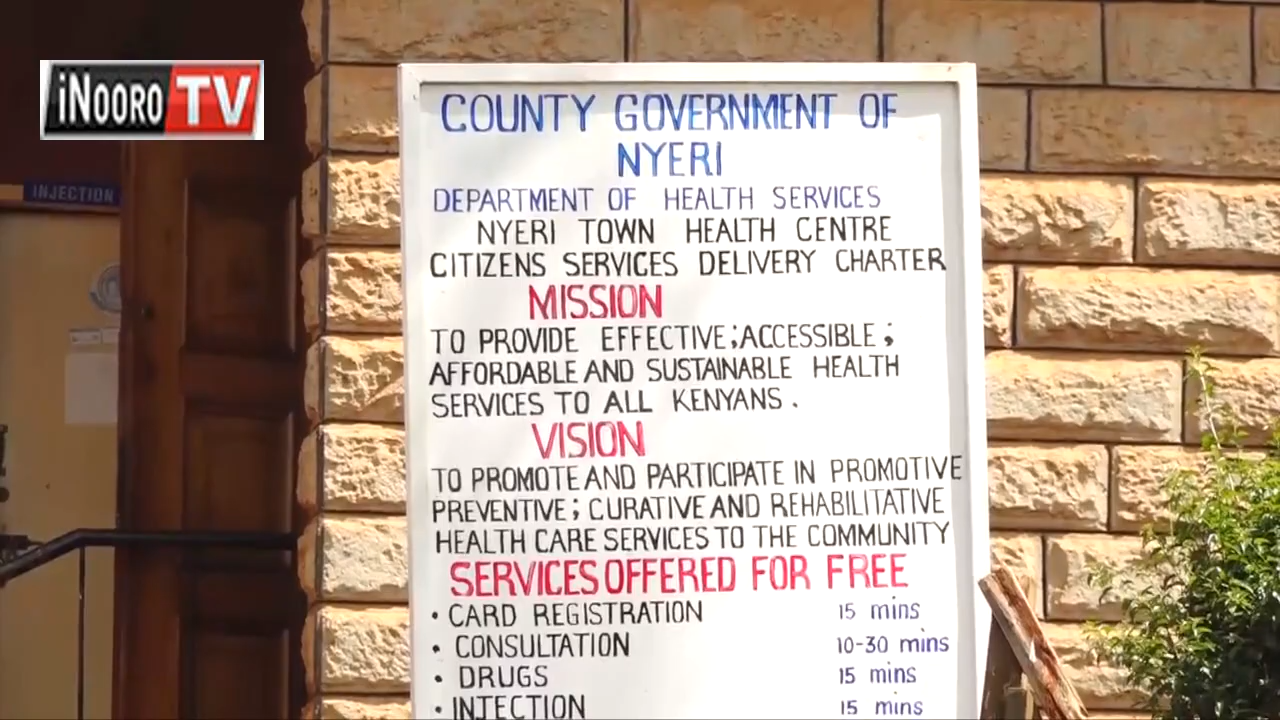 iNOORO TV
INJECTION
COUNTY GOVERNMENT OF
NYERI
DEPARTMENT OF HEALTH SERVICES
NYERI TOWN HEALTH CENTRE
CITIZENS SERVICES DELIVERY CHARTER
MISSION
TO PROVIDE EFFECTIVE;ACCESSIBLE;
AFFORDABLE AND SUSTAINABLE HEALTH
SERVICES TO ALL KENYANS.
VISION
TO PROMOTE AND PARTICIPATE IN PROMOTIVE
PREVENTIVE; CURATIVE AND REHABILITATIVE
HEALTH CARE SERVICES TO THE COMMUNITY
SERVICES OFFERED FOR FREE
• CARD REGISTRATION 15 mins
• CONSULTATION 10-30 mins
• DRUGS 15 mins
• INJECTION 15 mins